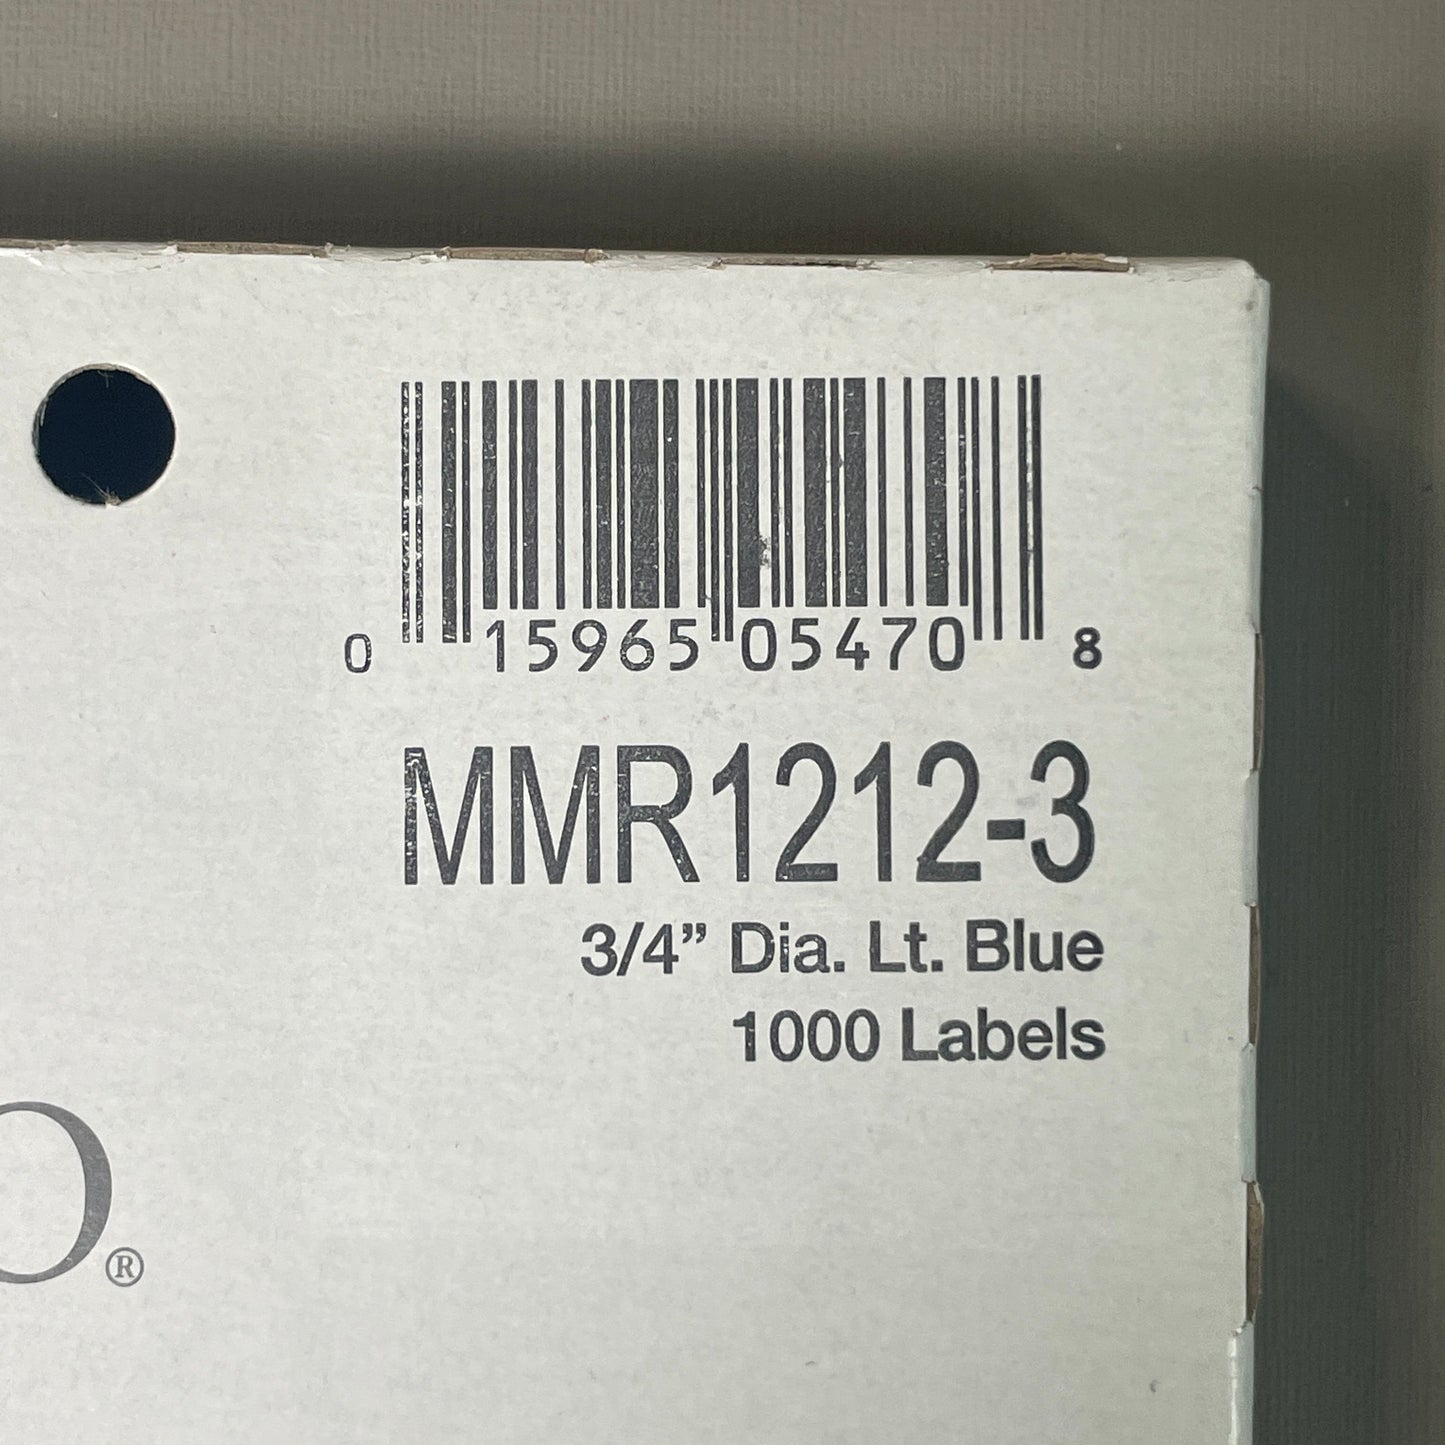 0 15965 05470 8
MMR1212-3
3/4” Dia. Lt. Blue
1000 Labels
O®